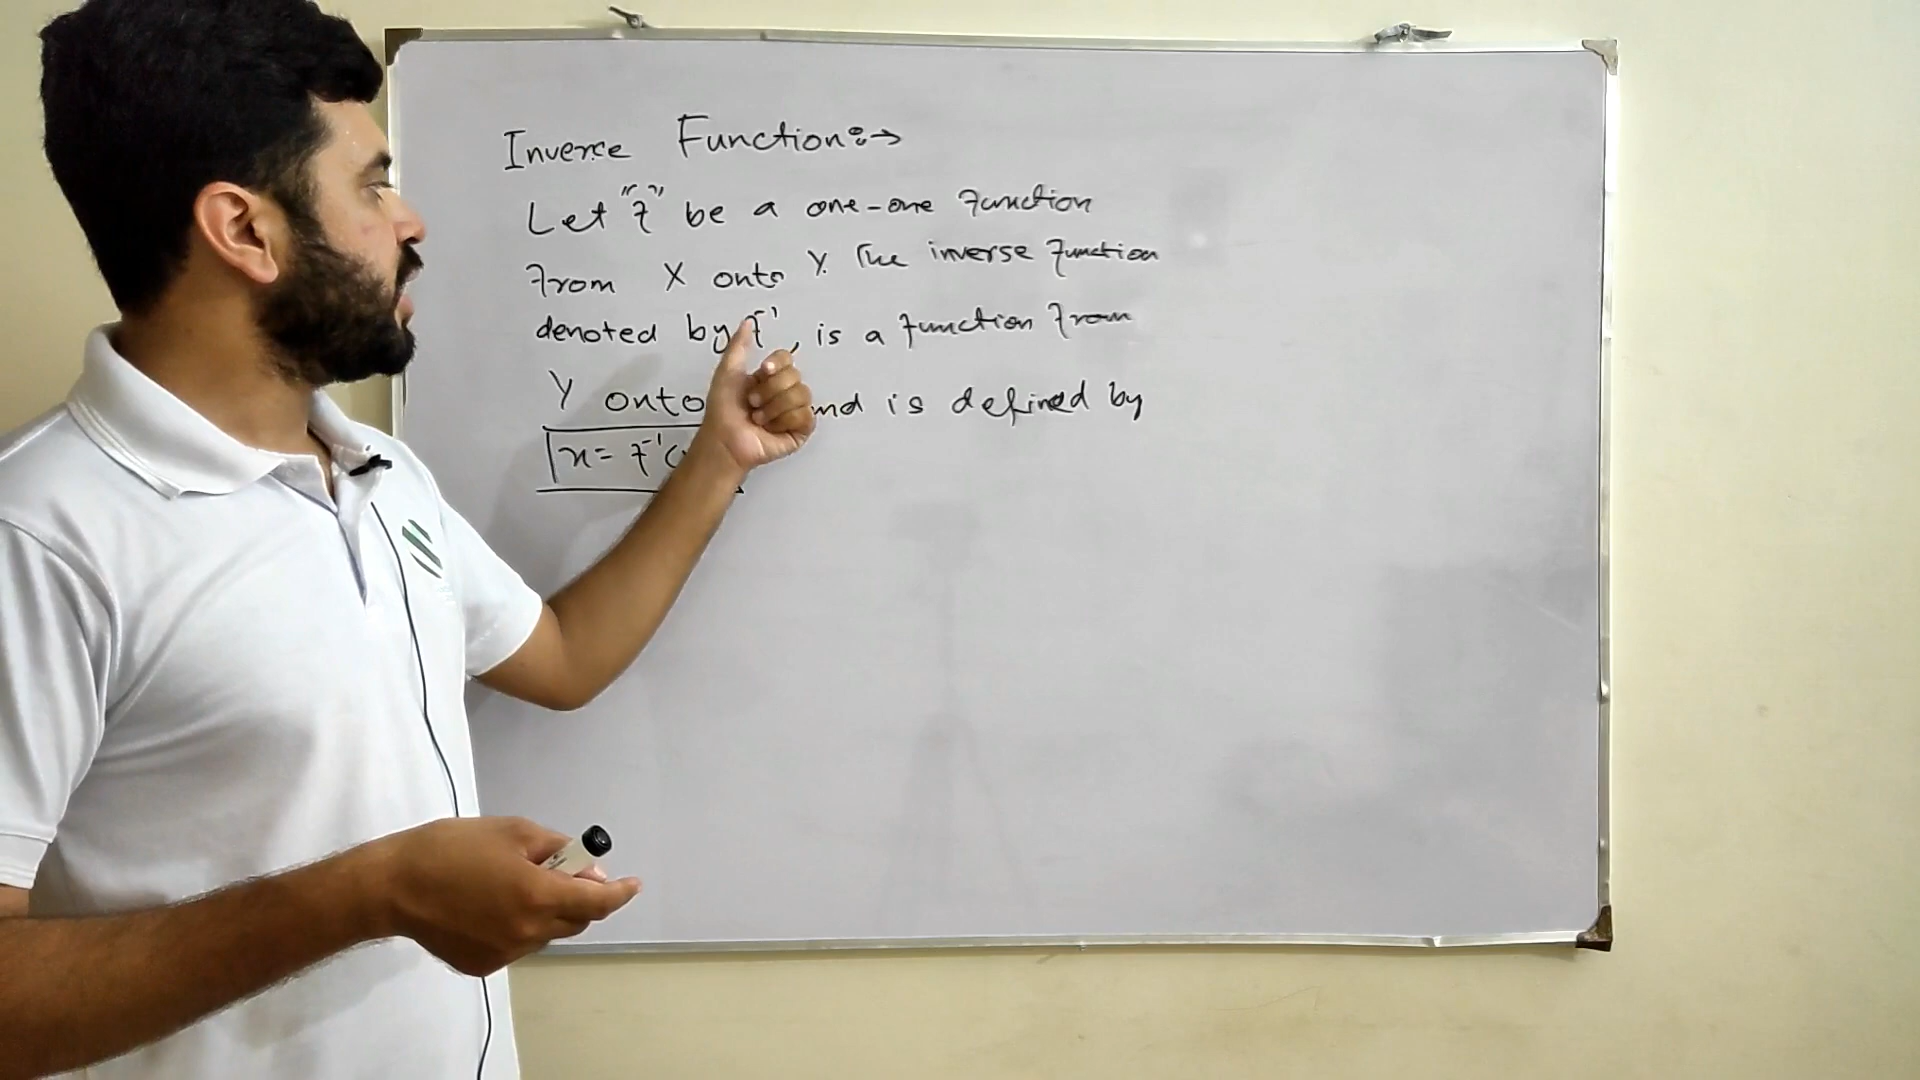 Inverse Function:→
Let "f" be a one-one function
from X onto Y. The inverse function
denoted by f⁻¹, is a function from
Y onto and is defined by
x = f⁻¹(